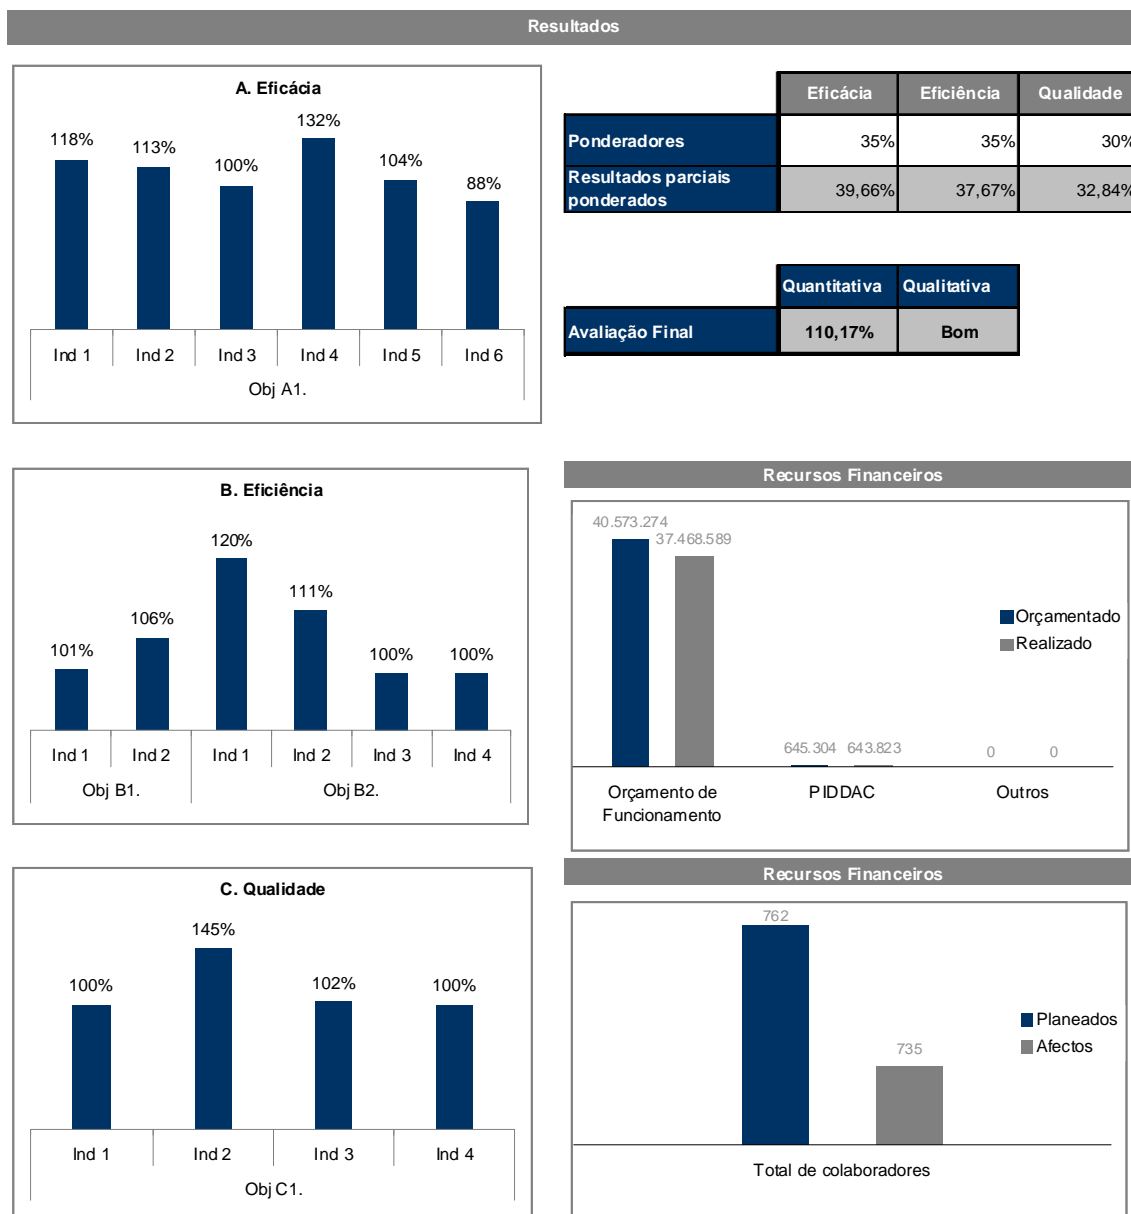 Resultados
A. Eficácia
118%
113%
100%
132%
104%
88%
Ind 1
Ind 2
Ind 3
Ind 4
Ind 5
Ind 6
Obj A1.
Eficácia
Eficiência
Qualidade
Ponderadores
35%
35%
30%
Resultados parciais
ponderados
39,66%
37,67%
32,84%
Quantitativa
Qualitativa
Avaliação Final
110,17%
Bom
B. Eficiência
101%
106%
120%
111%
100%
100%
Ind 1
Ind 2
Ind 1
Ind 2
Ind 3
Ind 4
Obj B1.
Obj B2.
Recursos Financeiros
40.573.274
37.468.589
645.304
643.823
0
0
Orçamentado
Realizado
Orçamento de
Funcionamento
PIDDAC
Outros
C. Qualidade
100%
145%
102%
100%
Ind 1
Ind 2
Ind 3
Ind 4
Obj C1.
Recursos Financeiros
762
735
Planeados
Afectos
Total de colaboradores